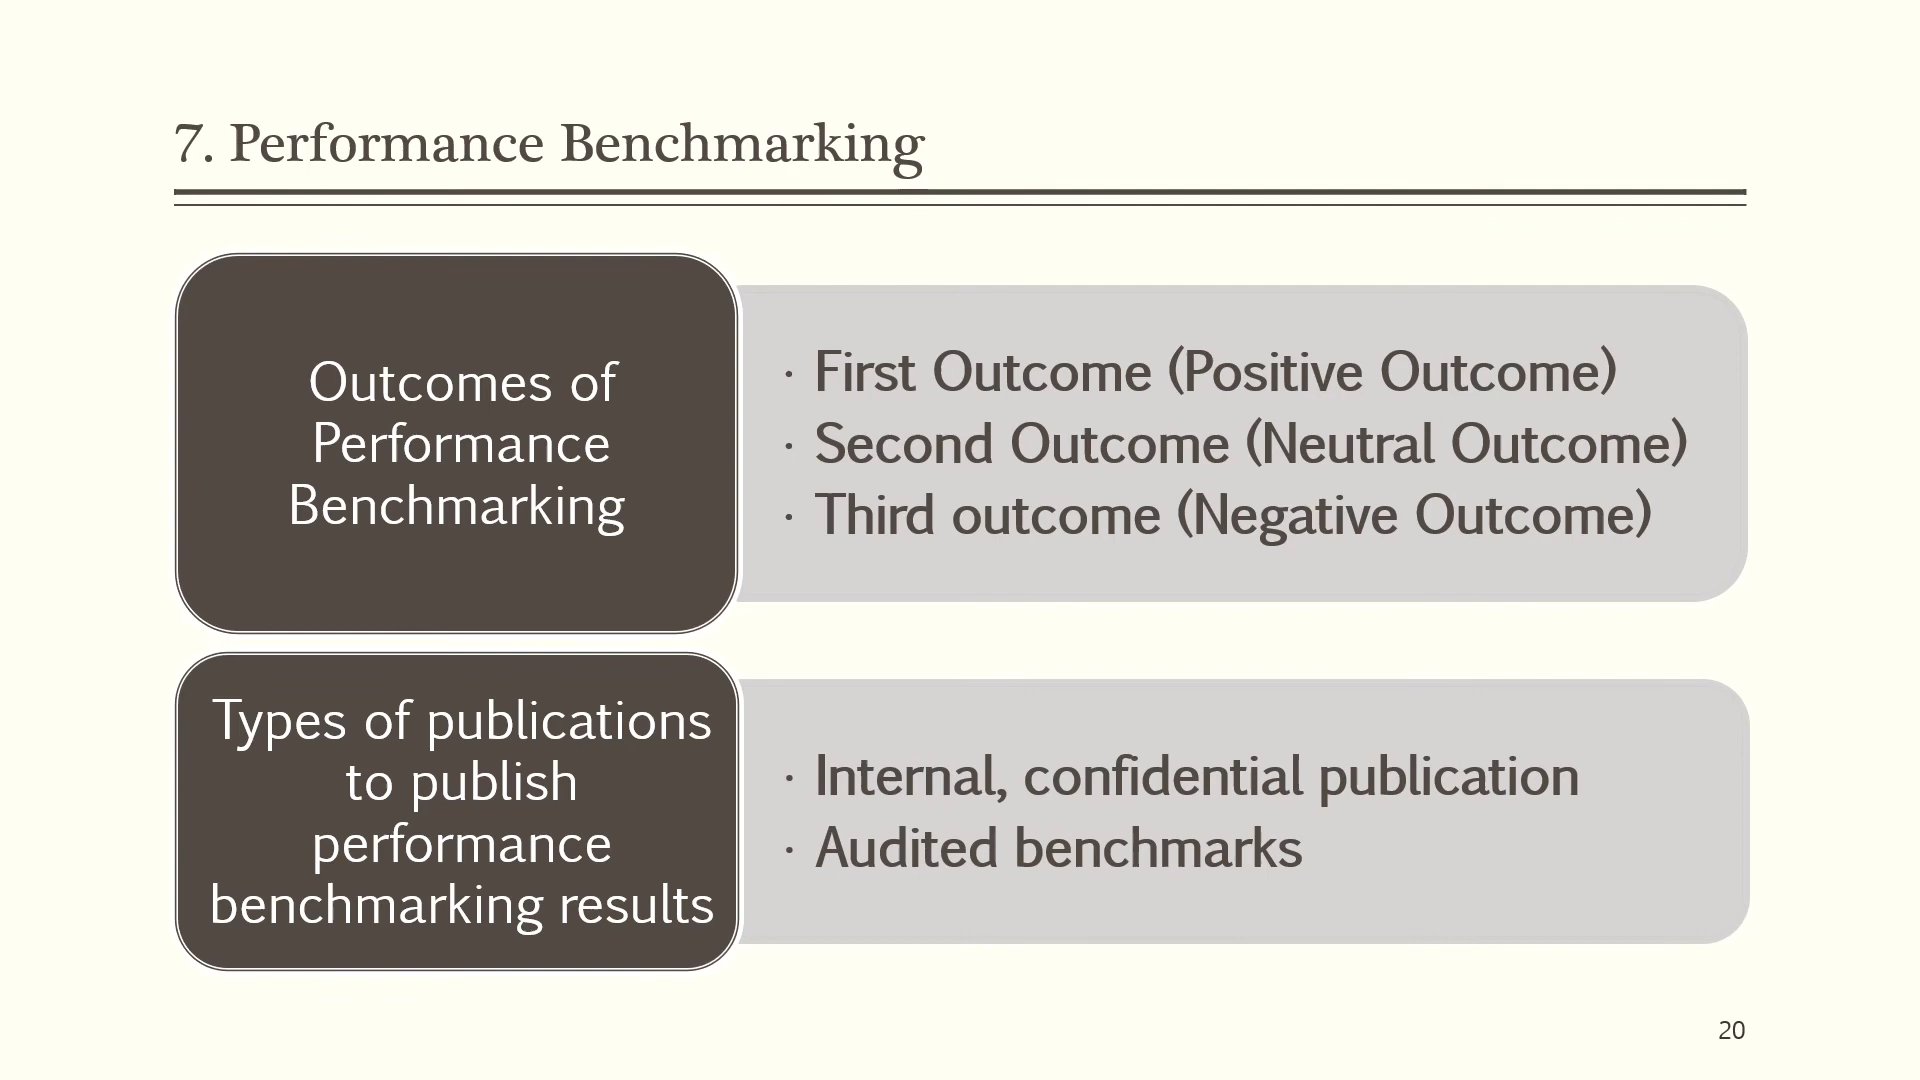 7. Performance Benchmarking
Outcomes of
Performance
Benchmarking
· First Outcome (Positive Outcome)
· Second Outcome (Neutral Outcome)
· Third outcome (Negative Outcome)
Types of publications
to publish
performance
benchmarking results
· Internal, confidential publication
· Audited benchmarks
20